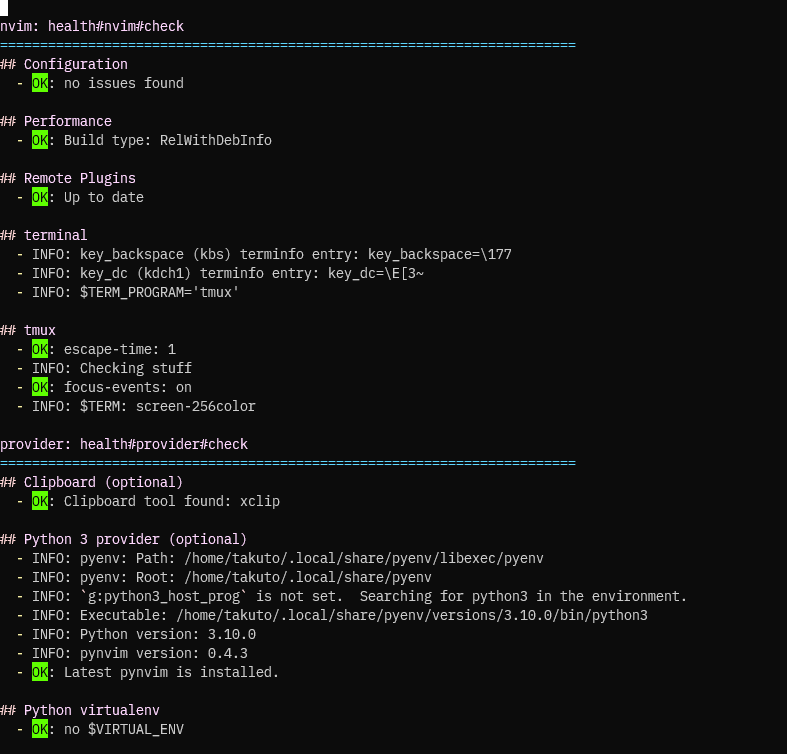 nvim: health#nvim#check
========================================================================
## Configuration
  - OK: no issues found

## Performance
  - OK: Build type: RelWithDebInfo

## Remote Plugins
  - OK: Up to date

## terminal
  - INFO: key_backspace (kbs) terminfo entry: key_backspace=\177
  - INFO: key_dc (kdch1) terminfo entry: key_dc=\E[3~
  - INFO: $TERM_PROGRAM='tmux'

## tmux
  - OK: escape-time: 1
  - INFO: Checking stuff
  - OK: focus-events: on
  - INFO: $TERM: screen-256color

provider: health#provider#check
========================================================================
## Clipboard (optional)
  - OK: Clipboard tool found: xclip

## Python 3 provider (optional)
  - INFO: pyenv: Path: /home/takuto/.local/share/pyenv/libexec/pyenv
  - INFO: pyenv: Root: /home/takuto/.local/share/pyenv
  - INFO: `g:python3_host_prog` is not set.  Searching for python3 in the environment.
  - INFO: Executable: /home/takuto/.local/share/pyenv/versions/3.10.0/bin/python3
  - INFO: Python version: 3.10.0
  - INFO: pynvim version: 0.4.3
  - OK: Latest pynvim is installed.

## Python virtualenv
  - OK: no $VIRTUAL_ENV